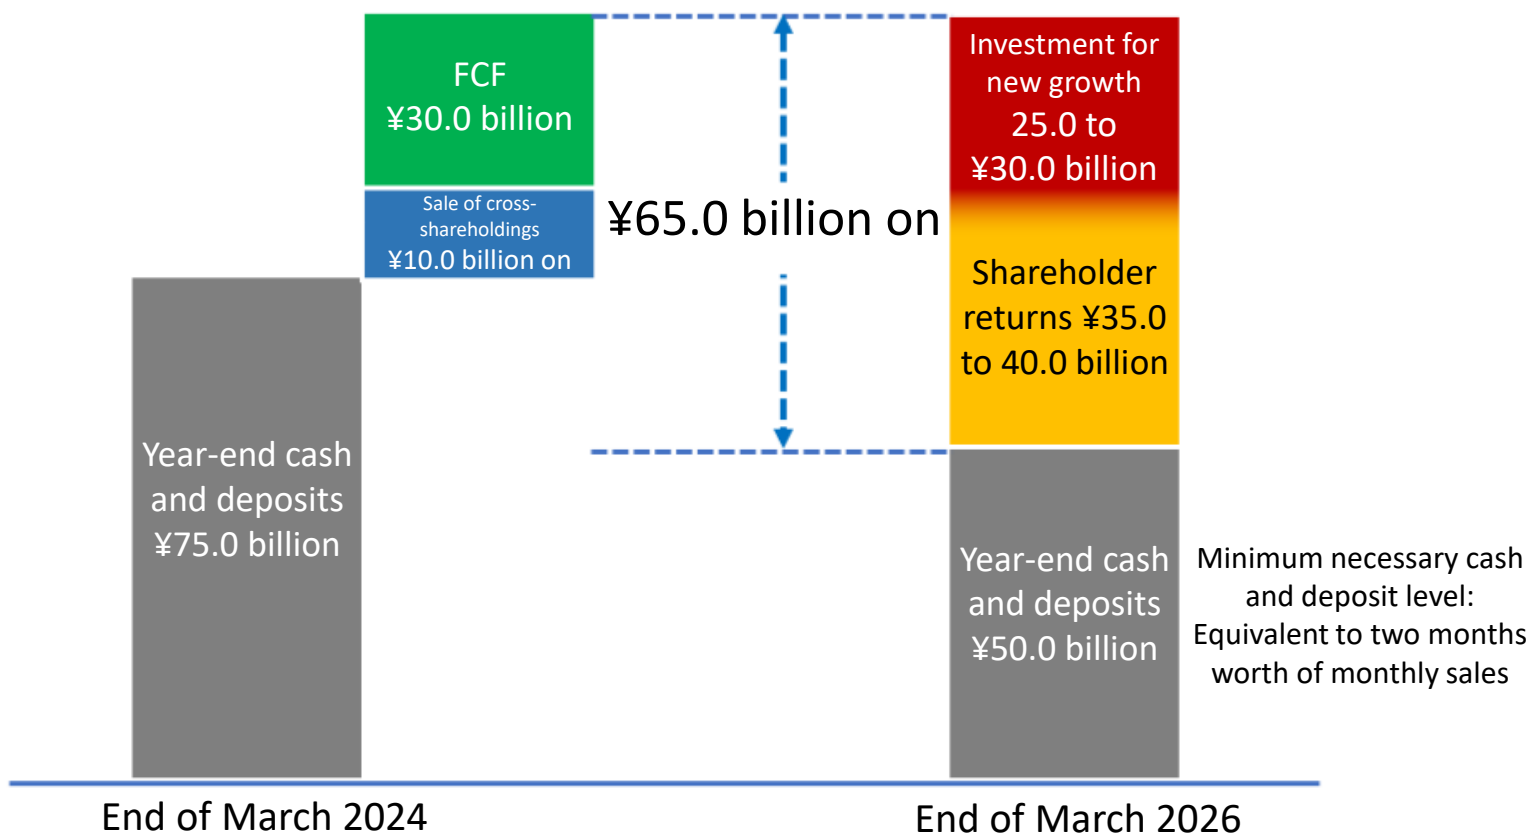 FCF
¥30.0 billion
Sale of cross-
shareholdings
¥10.0 billion on
Year-end cash
and deposits
¥75.0 billion
¥65.0 billion on
Investment for
new growth
25.0 to
¥30.0 billion
Shareholder
returns ¥35.0
to 40.0 billion
Year-end cash
and deposits
¥50.0 billion
Minimum necessary cash
and deposit level:
Equivalent to two months
worth of monthly sales
End of March 2024
End of March 2026